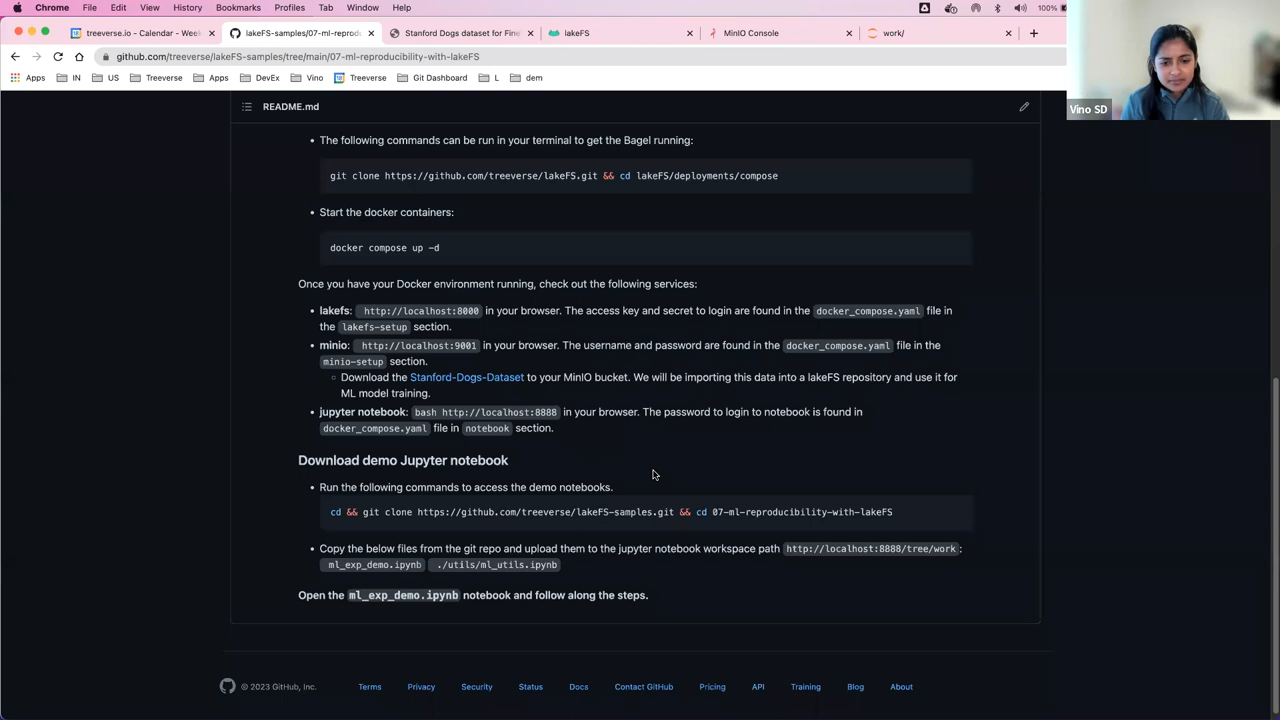 Chrome File Edit View History Bookmarks Profiles Tab Window Help 100%
treeverse.io - Calendar - Week
lakeFS-samples/07-ml-reprodu
Stanford Dogs dataset for Fine
lakeFS
MinIO Console
work/
github.com/treeverse/lakeFS-samples/tree/main/07-ml-reproducibility-with-lakeFS
Apps IN US Treeverse Apps DevEx Vino Treeverse Git Dashboard L dem
Vino SD
README.md
• The following commands can be run in your terminal to get the Bagel running:
git clone https://github.com/treeverse/lakeFS.git && cd lakeFS/deployments/compose
• Start the docker containers:
docker compose up -d
Once you have your Docker environment running, check out the following services:
• lakefs: http://localhost:8000 in your browser. The access key and secret to login are found in the docker_compose.yaml file in
the lakefs-setup section.
• minio: http://localhost:9001 in your browser. The username and password are found in the docker_compose.yaml file in the
minio-setup section.
Download the Stanford-Dogs-Dataset to your MinIO bucket. We will be importing this data into a lakeFS repository and use it for
ML model training.
• jupyter notebook: bash http://localhost:8888 in your browser. The password to login to notebook is found in
docker_compose.yaml file in notebook section.
Download demo Jupyter notebook
• Run the following commands to access the demo notebooks.
cd && git clone https://github.com/treeverse/lakeFS-samples.git && cd 07-ml-reproducibility-with-lakeFS
• Copy the below files from the git repo and upload them to the jupyter notebook workspace path http://localhost:8888/tree/work :
ml_exp_demo.ipynb ./utils/ml_utils.ipynb
Open the ml_exp_demo.ipynb notebook and follow along the steps.
© 2023 GitHub, Inc. Terms Privacy Security Status Docs Contact GitHub Pricing API Training Blog About